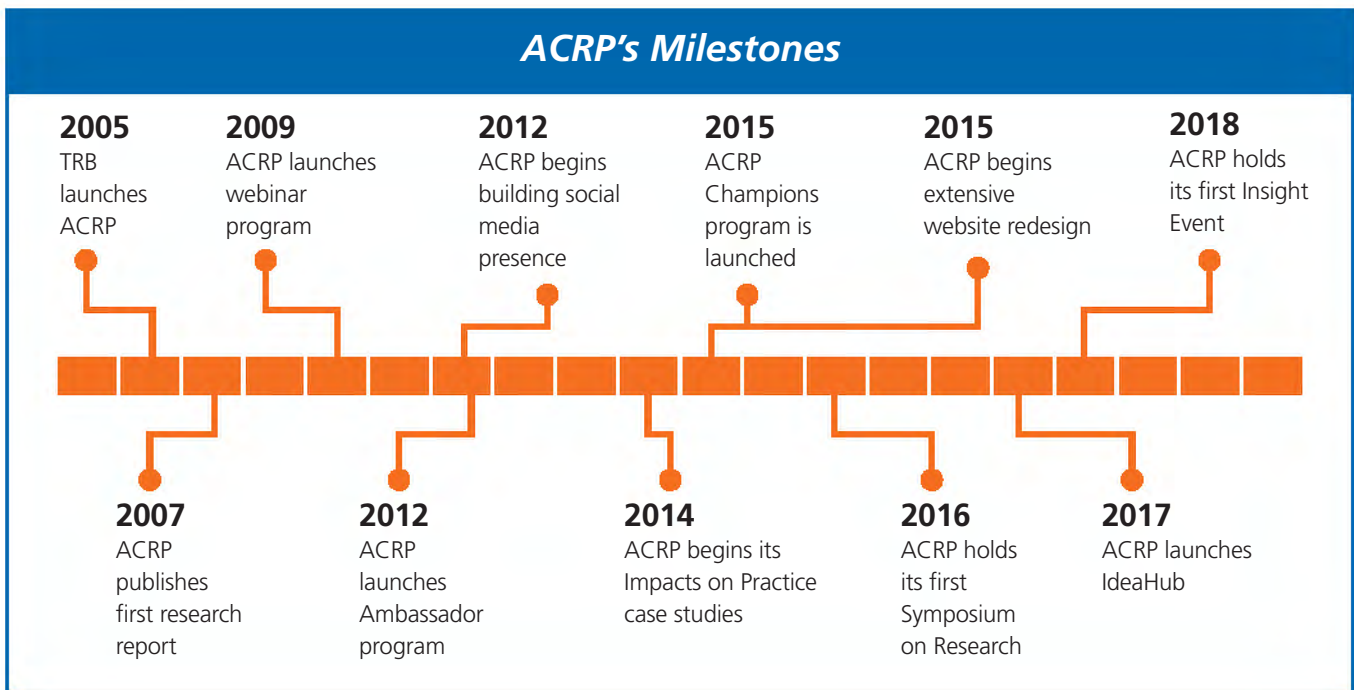 ACRP's Milestones
2005
TRB
launches
ACRP
2009
ACRP launches
webinar
program
2012
ACRP begins
building social
media
presence
2015
ACRP
Champions
program is
launched
2015
ACRP begins
extensive
website redesign
2018
ACRP holds
its first Insight
Event
2007
ACRP
publishes
first research
report
2012
ACRP
launches
Ambassador
program
2014
ACRP begins its
Impacts on Practice
case studies
2016
ACRP holds
its first
Symposium
on Research
2017
ACRP launches
IdeaHub